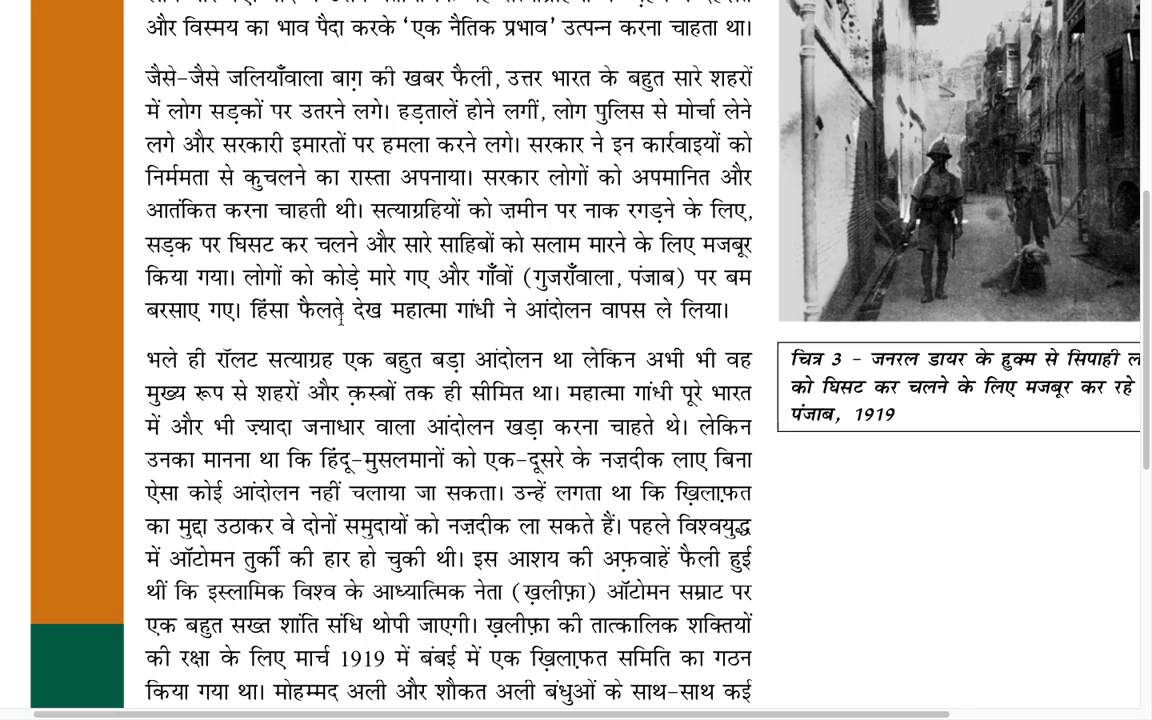 और विस्मय का भाव पैदा करके ‘एक नैतिक प्रभाव’ उत्पन्न करना चाहता था।
जैसे-जैसे जलियाँवाला बाग़ की खबर फैली, उत्तर भारत के बहुत सारे शहरों
में लोग सड़कों पर उतरने लगे। हड़तालें होने लगीं, लोग पुलिस से मोर्चा लेने
लगे और सरकारी इमारतों पर हमला करने लगे। सरकार ने इन कार्रवाइयों को
निर्ममता से कुचलने का रास्ता अपनाया। सरकार लोगों को अपमानित और
आतंकित करना चाहती थी। सत्याग्रहियों को ज़मीन पर नाक रगड़ने के लिए,
सड़क पर घिसट कर चलने और सारे साहिबों को सलाम मारने के लिए मजबूर
किया गया। लोगों को कोड़े मारे गए और गाँवों (गुजराँवाला, पंजाब) पर बम
बरसाए गए। हिंसा फैलते देख महात्मा गांधी ने आंदोलन वापस ले लिया।
भले ही रॉलट सत्याग्रह एक बहुत बड़ा आंदोलन था लेकिन अभी भी वह
मुख्य रूप से शहरों और क़स्बों तक ही सीमित था। महात्मा गांधी पूरे भारत
में और भी ज़्यादा जनाधार वाला आंदोलन खड़ा करना चाहते थे। लेकिन
उनका मानना था कि हिंदू-मुसलमानों को एक-दूसरे के नज़दीक लाए बिना
ऐसा कोई आंदोलन नहीं चलाया जा सकता। उन्हें लगता था कि ख़िलाफ़त
का मुद्दा उठाकर वे दोनों समुदायों को नज़दीक ला सकते हैं। पहले विश्वयुद्ध
में ऑटोमन तुर्की की हार हो चुकी थी। इस आशय की अफ़वाहें फैली हुई
थीं कि इस्लामिक विश्व के आध्यात्मिक नेता (ख़लीफ़ा) ऑटोमन सम्राट पर
एक बहुत सख्त शांति संधि थोपी जाएगी। ख़लीफ़ा की तात्कालिक शक्तियों
की रक्षा के लिए मार्च 1919 में बंबई में एक ख़िलाफ़त समिति का गठन
किया गया था। मोहम्मद अली और शौकत अली बंधुओं के साथ-साथ कई
चित्र 3 - जनरल डायर के हुक्म से सिपाही
को घिसट कर चलने के लिए मजबूर कर रहे
पंजाब, 1919